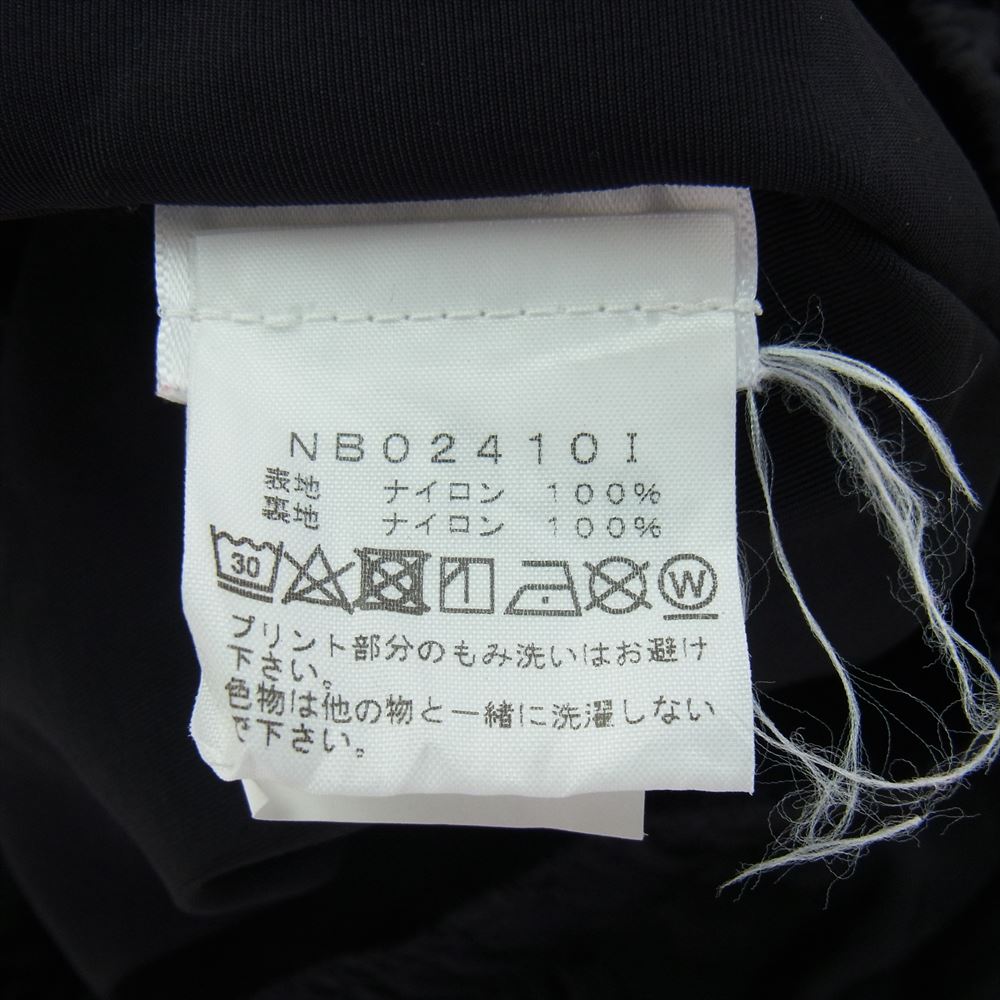 NB02410I
表地 ナイロン 100%
裏地 ナイロン 100%
30 W
プリント部分のもみ洗いはお避け
下さい。
色物は他の物と一緒に洗濯しない
で下さい。